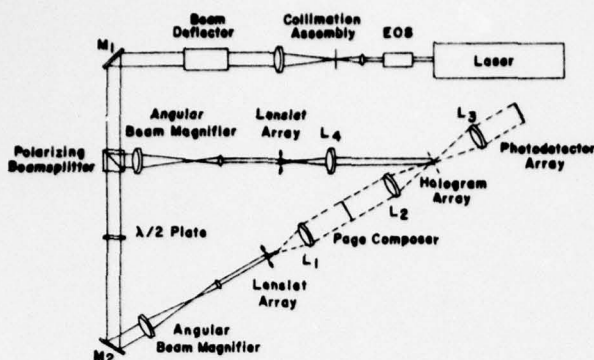 M1
Beam
Deflector
Collimation
Assembly
EOS
Laser
Angular
Beam Magnifier
Lenslet
Array
L4
L3
Photodetector
Array
Polarizing
Beamsplitter
Hologram
Array
L2
Page Composer
L1
λ/2 Plate
Lenslet
Array
Angular
Beam Magnifier
M2